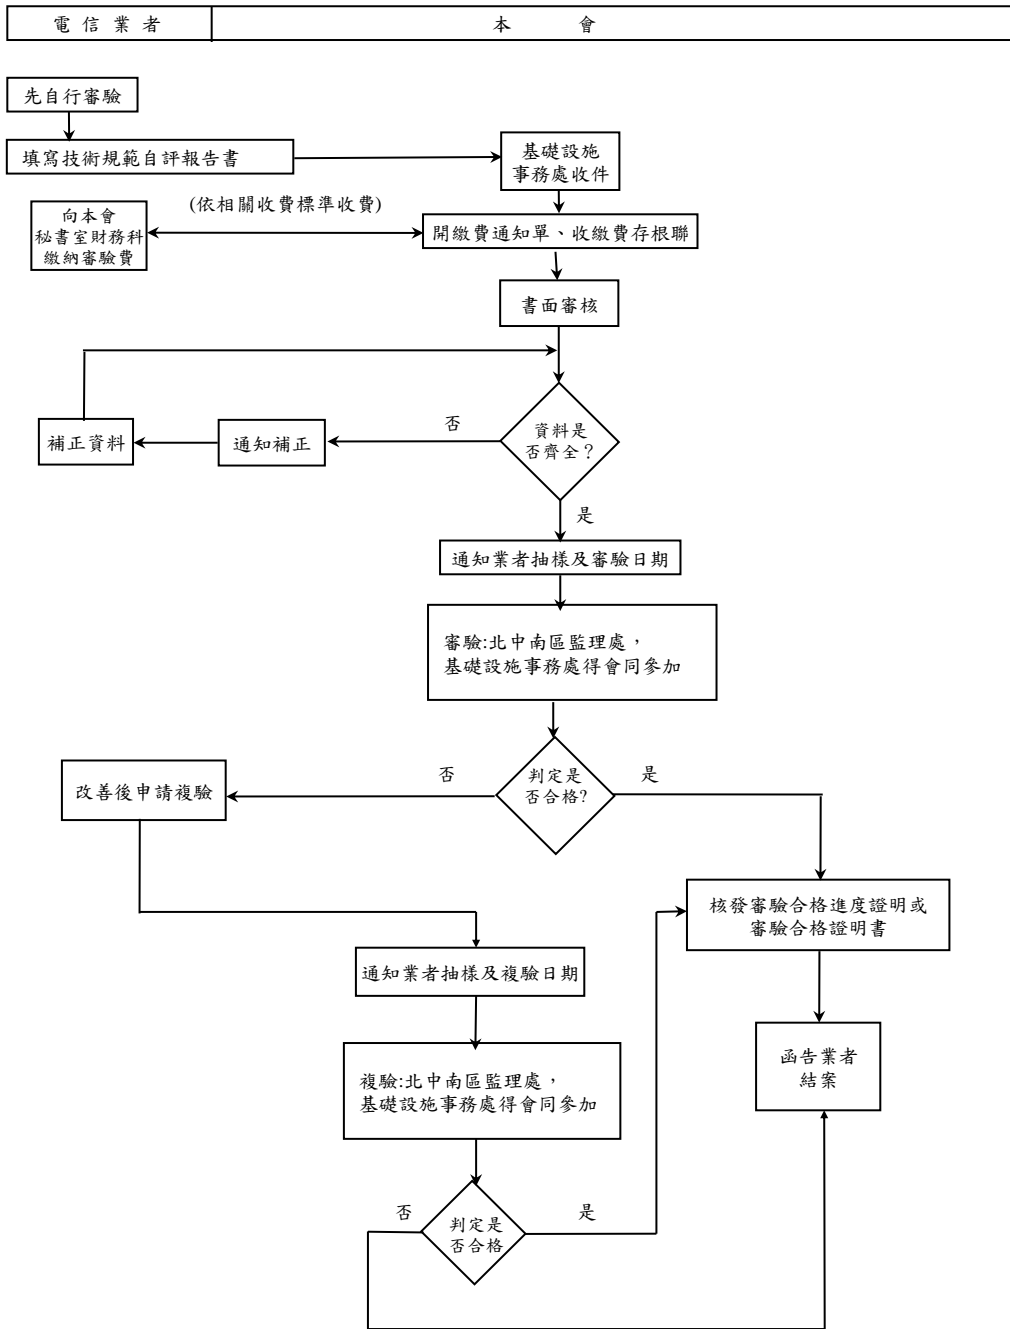 電信業者
本會
先自行審驗
填寫技術規範自評報告書
基礎設施
事務處收件
(依相關收費標準收費)
向本會
秘書室財務科
繳納審驗費
開繳費通知單、收繳費存根聯
書面審核
否
資料是
否齊全？
通知補正
補正資料
是
通知業者抽樣及審驗日期
審驗:北中南區監理處，
基礎設施事務處得會同參加
否
判定是
否合格?
是
改善後申請複驗
核發審驗合格進度證明或
審驗合格證明書
通知業者抽樣及複驗日期
函告業者
結案
複驗:北中南區監理處，
基礎設施事務處得會同參加
否
判定是
否合格
是